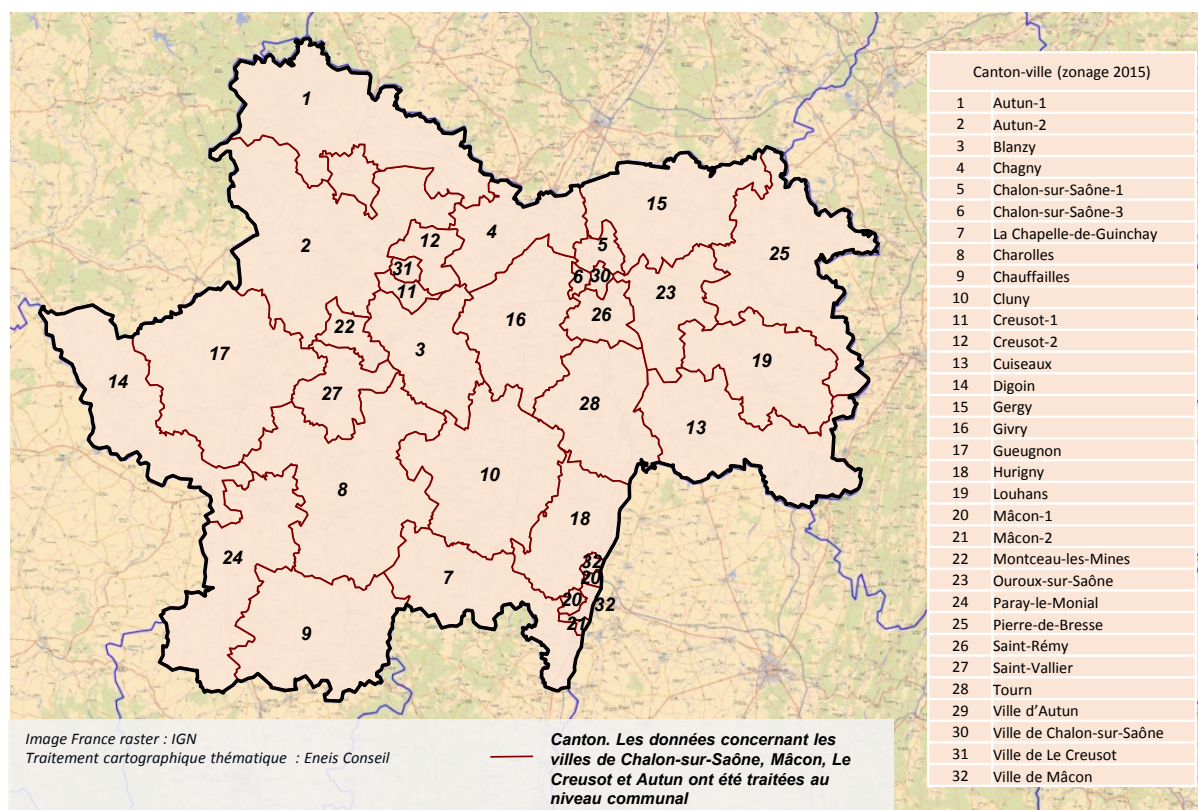 Canton-ville (zonage 2015)
1 Autun-1
2 Autun-2
3 Blanzy
4 Chagny
5 Chalon-sur-Saône-1
6 Chalon-sur-Saône-3
7 La Chapelle-de-Guinchay
8 Charolles
9 Chauffailles
10 Cluny
11 Creusot-1
12 Creusot-2
13 Cuiseaux
14 Digoin
15 Gergy
16 Givry
17 Gueugnon
18 Hurigny
19 Louhans
20 Mâcon-1
21 Mâcon-2
22 Montceau-les-Mines
23 Ouroux-sur-Saône
24 Paray-le-Monial
25 Pierre-de-Bresse
26 Saint-Rémy
27 Saint-Vallier
28 Tourn
29 Ville d’Autun
30 Ville de Chalon-sur-Saône
31 Ville de Le Creusot
32 Ville de Mâcon
1
15
4
12
2
5
25
31
6 30
23
11
26
16
22
17
3
19
14
27
28
13
10
8
18
24
32
20
7
20 32
21
9
Image France raster : IGN
Traitement cartographique thématique : Eneis Conseil
Canton. Les données concernant les
villes de Chalon-sur-Saône, Mâcon, Le
Creusot et Autun ont été traitées au
niveau communal